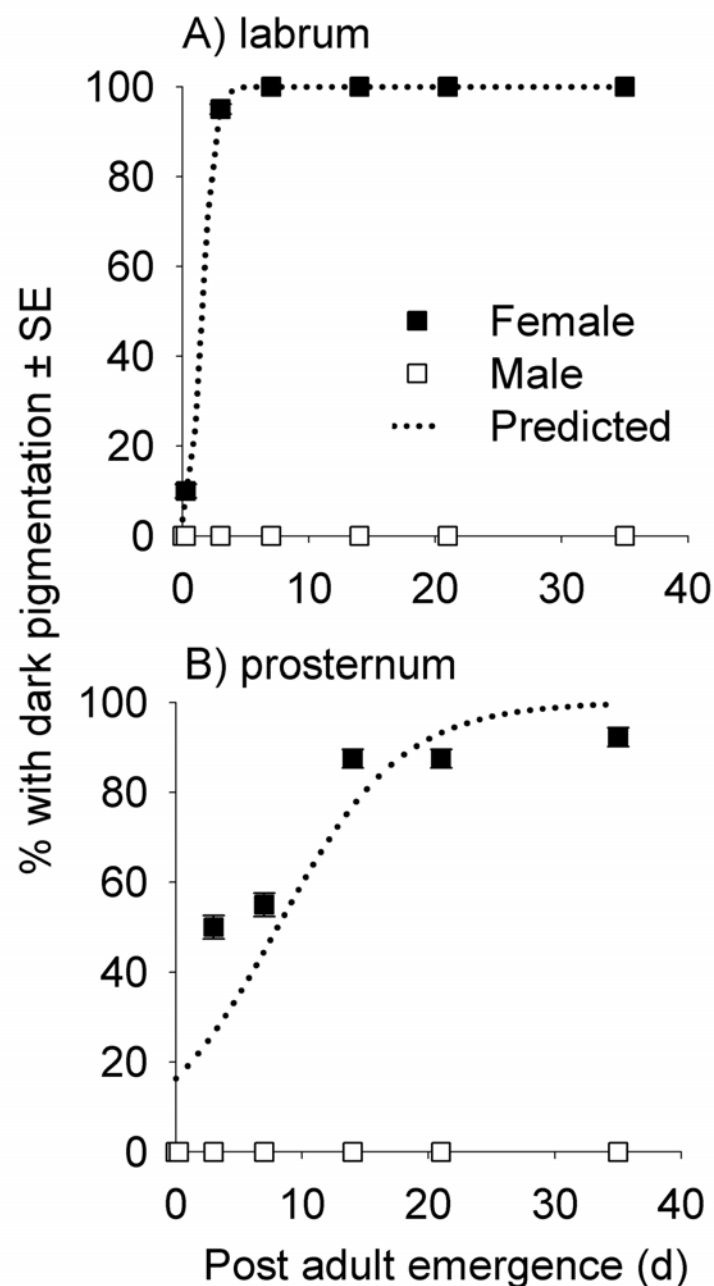 A) labrum
100
80
60
40
20
0
Female
Male
Predicted
0 10 20 30 40
% with dark pigmentation ± SE
B) prosternum
100
80
60
40
20
0
0 10 20 30 40
Post adult emergence (d)